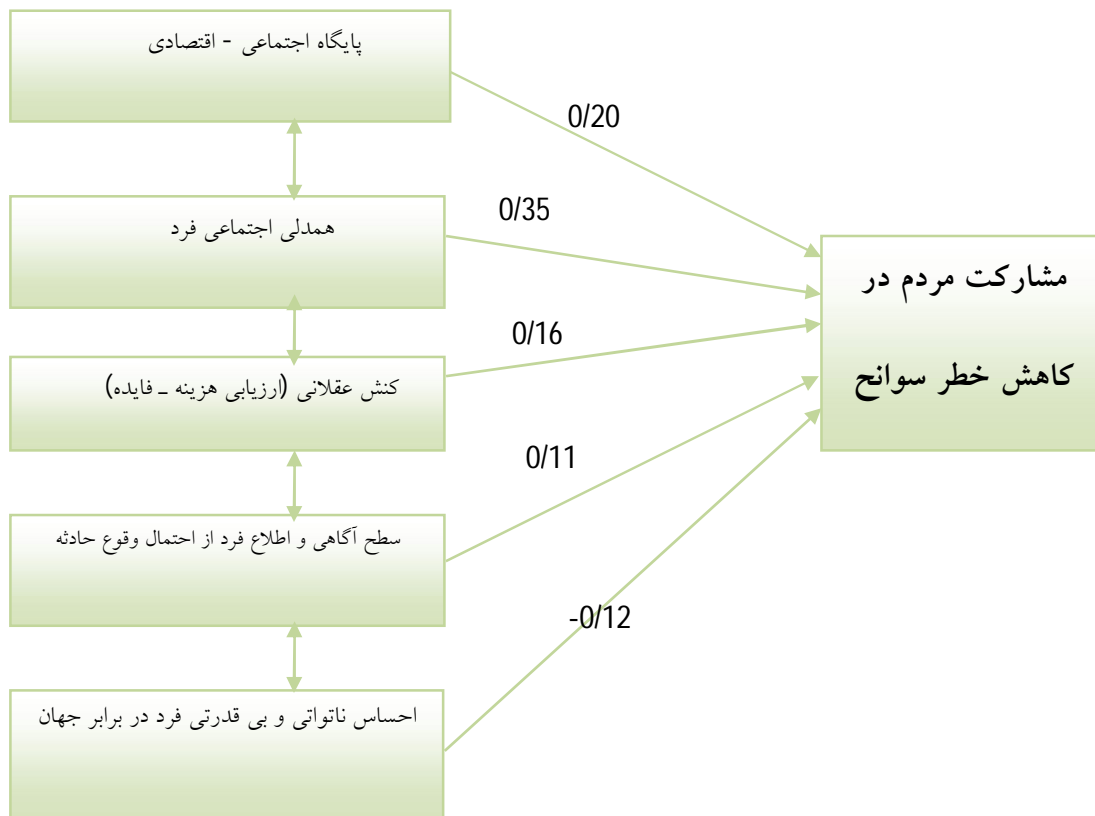 پایگاه اجتماعی - اقتصادی
0/20
همدلی اجتماعی فرد
0/35
مشارکت مردم در
کاهش خطر سوانح
کنش عقلانی (ارزیابی هزینه ـ فایده)
0/16
سطح آگاهی و اطلاع فرد از احتمال وقوع حادثه
0/11
احساس ناتواتی و بی قدرتی فرد در برابر جهان
-0/12